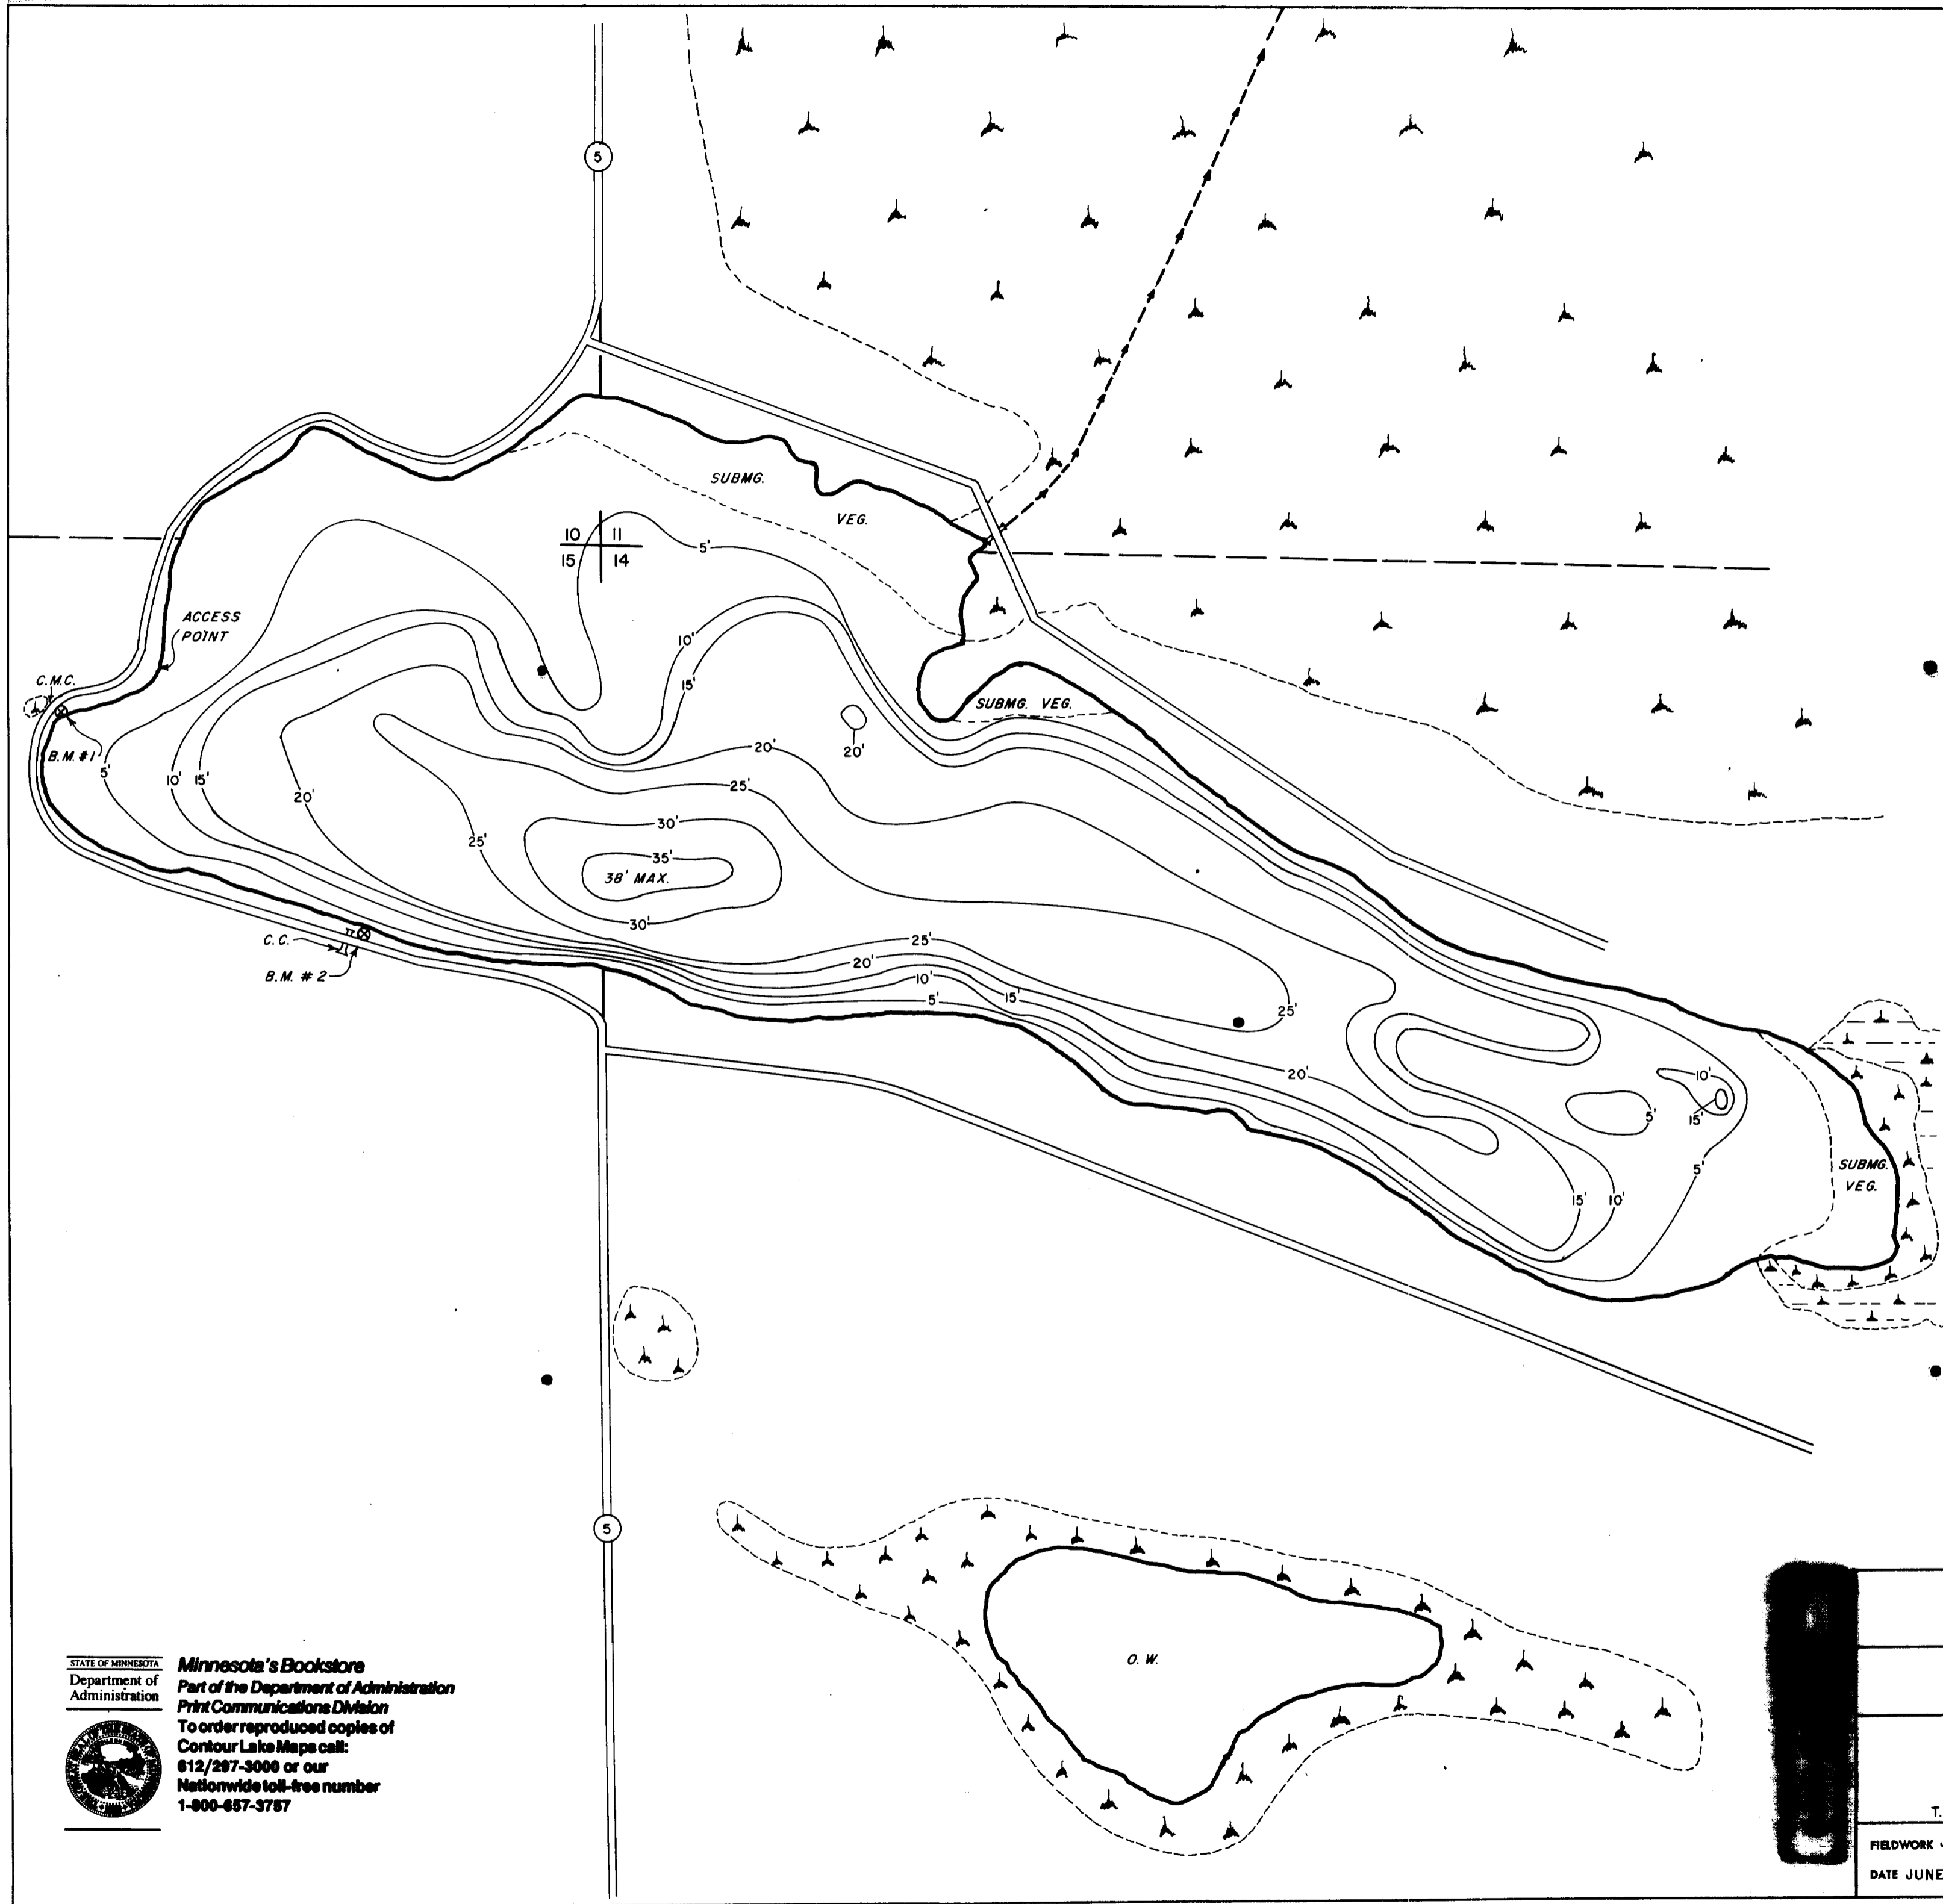 5
SUBMG.
VEG.
10 11
15 14
5'
ACCESS
POINT
10'
15'
C.M.C.
B.M. #1
5'
10'
15'
20'
SUBMG. VEG.
20'
20'
25'
30'
25'
35'
38' MAX.
30'
C.C.
B.M. # 2
25'
20'
10'
5'
15'
25'
20'
10'
15'
5'
5'
SUBMG.
VEG.
15'
10'
5
O. W.
STATE OF MINNESOTA
Department of
Administration
Minnesota's Bookstore
Part of the Department of Administration
Print Communications Division
To order reproduced copies of
Contour Lake Maps call:
612/297-3000 or our
Nationwide toll-free number
1-800-657-3757
T.
FIELDWORK
DATE JUNE